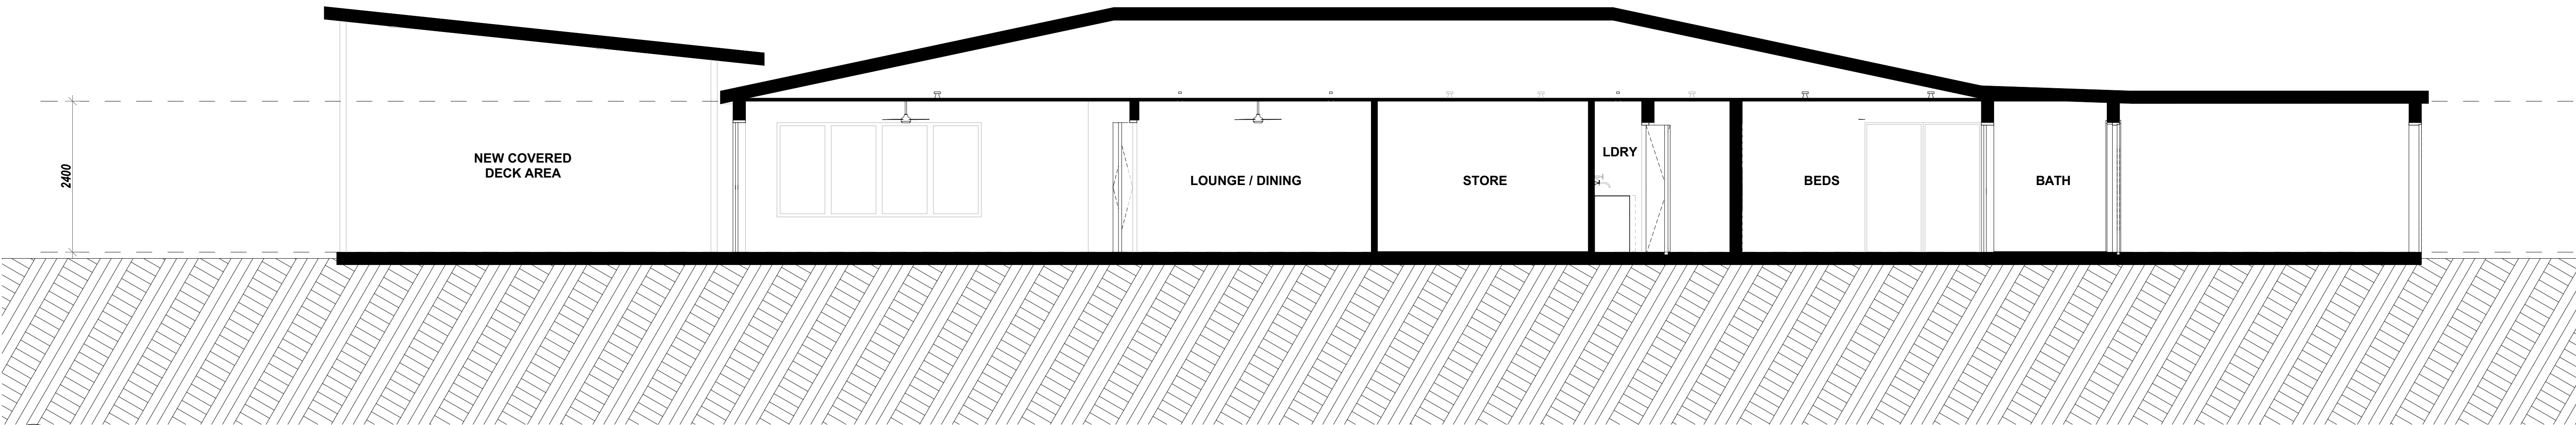 NEW COVERED
DECK AREA
2400
LOUNGE / DINING
STORE
LDRY
BEDS
BATH